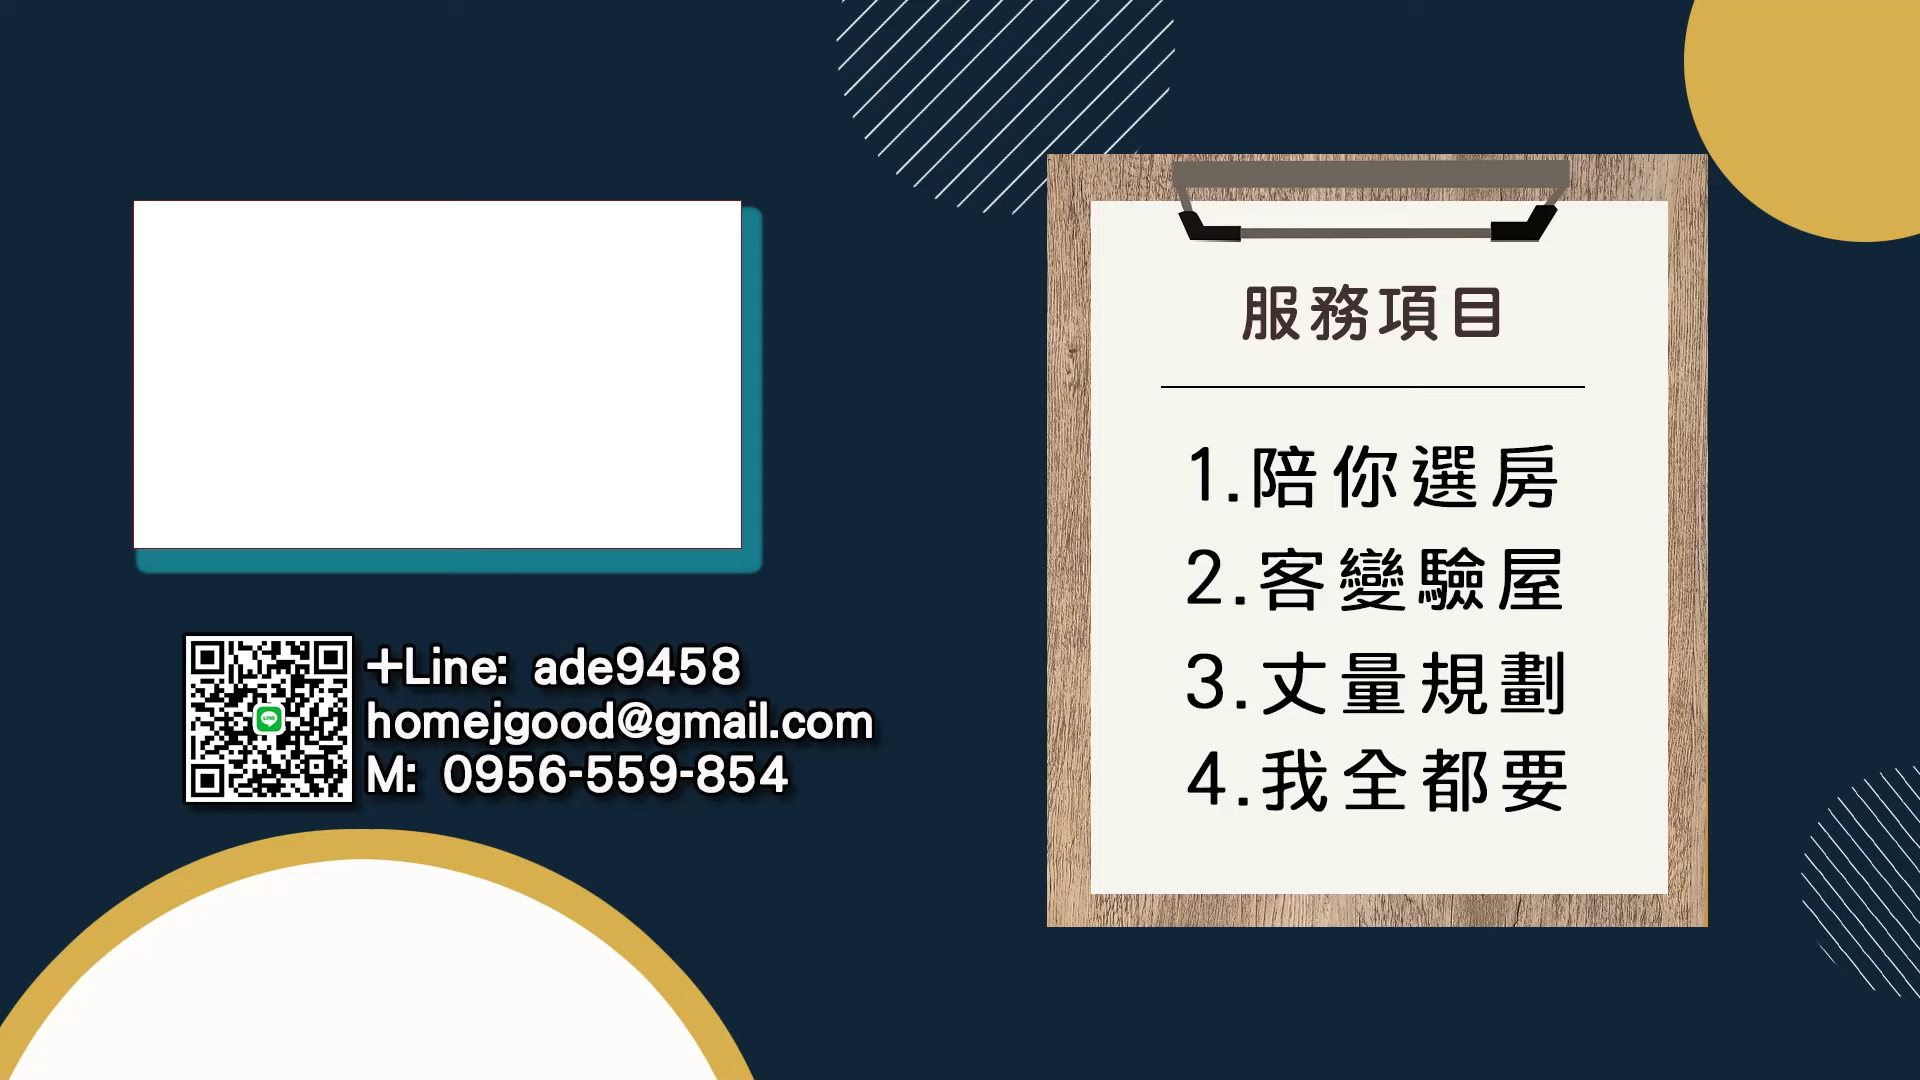 +Line: ade9458
homejgood@gmail.com
M: 0956-559-854
服務項目
1.陪你選房
2.客變驗屋
3.丈量規劃
4.我全都要